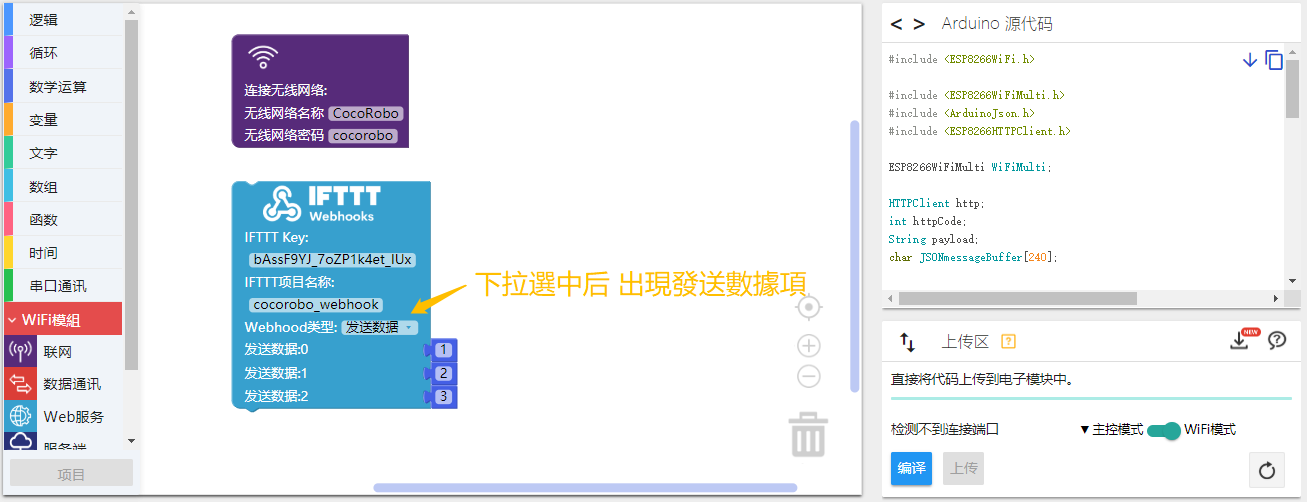 逻辑
循环
数学运算
变量
文字
数组
函数
时间
串口通讯
WiFi模组
联网
数据通讯
Web服务
服务端
项目
连接无线网络:
无线网络名称 CocoRobo
无线网络密码 cocorobo
IFTTT
Webhooks
IFTTT Key:
bAssF9YJ_7oZP1k4et_IUx
IFTTT项目名称:
cocorobo_webhook
Webhood类型: 发送数据
发送数据:0 1
发送数据:1 2
发送数据:2 3
下拉選中后 出現發送數據項
< > Arduino 源代码
#include <ESP8266WiFi.h>
#include <ESP8266WiFiMulti.h>
#include <ArduinoJson.h>
#include <ESP8266HTTPClient.h>
ESP8266WiFiMulti WiFiMulti;
HTTPClient http;
int httpCode;
String payload;
char JSONmessageBuffer[240];
上传区 ?
NEW
直接将代码上传到电子模块中。
检测不到连接端口
▼主控模式 WiFi模式
编译 上传